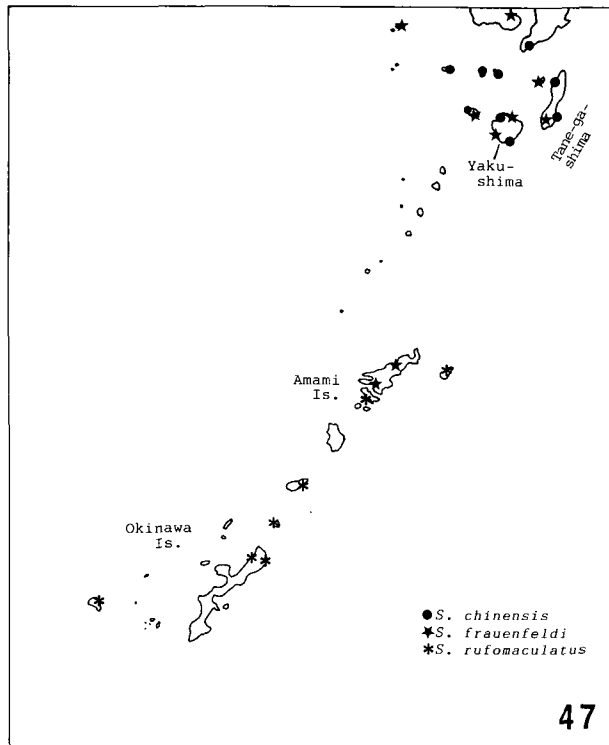 Tane-ga-
shima
Yaku-
shima
Amami
Is.
Okinawa
Is.
S. chinensis
S. frauenfeldi
S. rufomaculatus
47